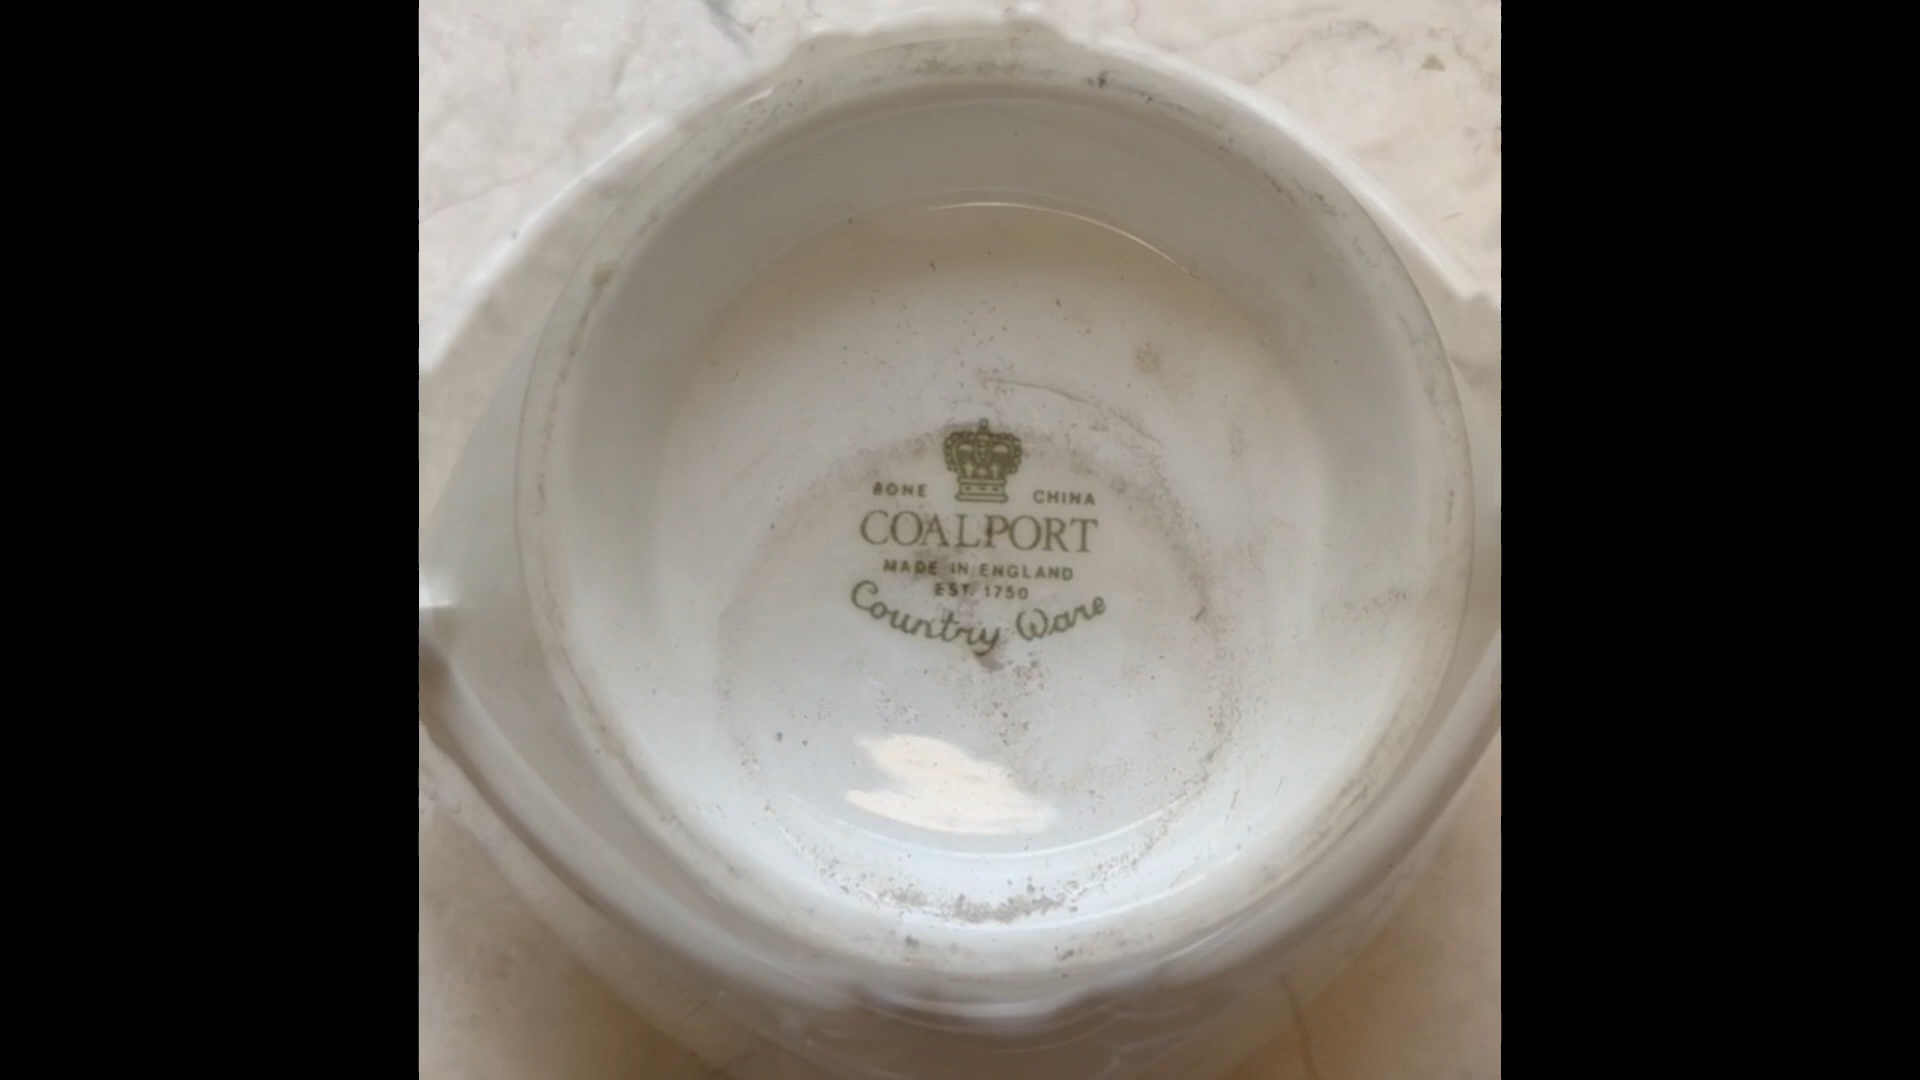 BONE CHINA
COALPORT
MADE IN ENGLAND
EST. 1750
Country Ware